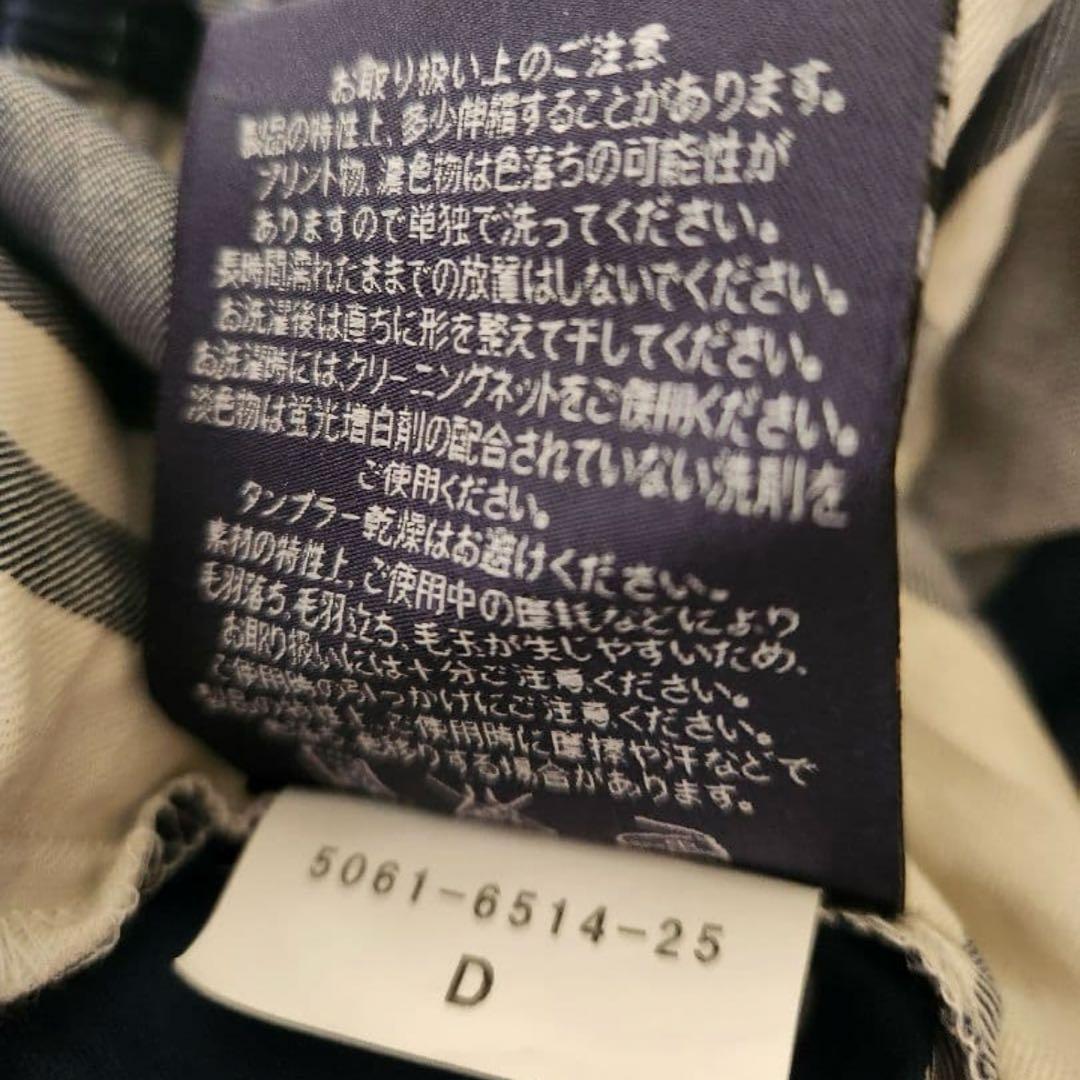 お取り扱い上のご注意
製品の特性上、多少伸縮することがあります。
プリント物、濃色物は色落ちの可能性が
ありますので単独で洗ってください。
長時間濡れたままでの放置はしないでください。
お洗濯後は直ちに形を整えて干してください。
お洗濯時には、クリーニングネットをご使用ください。
淡色物は蛍光増白剤の配合されていない洗剤を
ご使用ください。
タンブラー乾燥はお避けください。
素材の特性上、ご使用中の摩耗などにより
毛羽落ち、毛羽立ち、毛玉が生じやすいため、
お取り扱いには十分ご注意ください。
ご使用時の引っかけにご注意ください。
ご使用時に摩擦や汗などで
する場合があります。
5061-6514-25
D